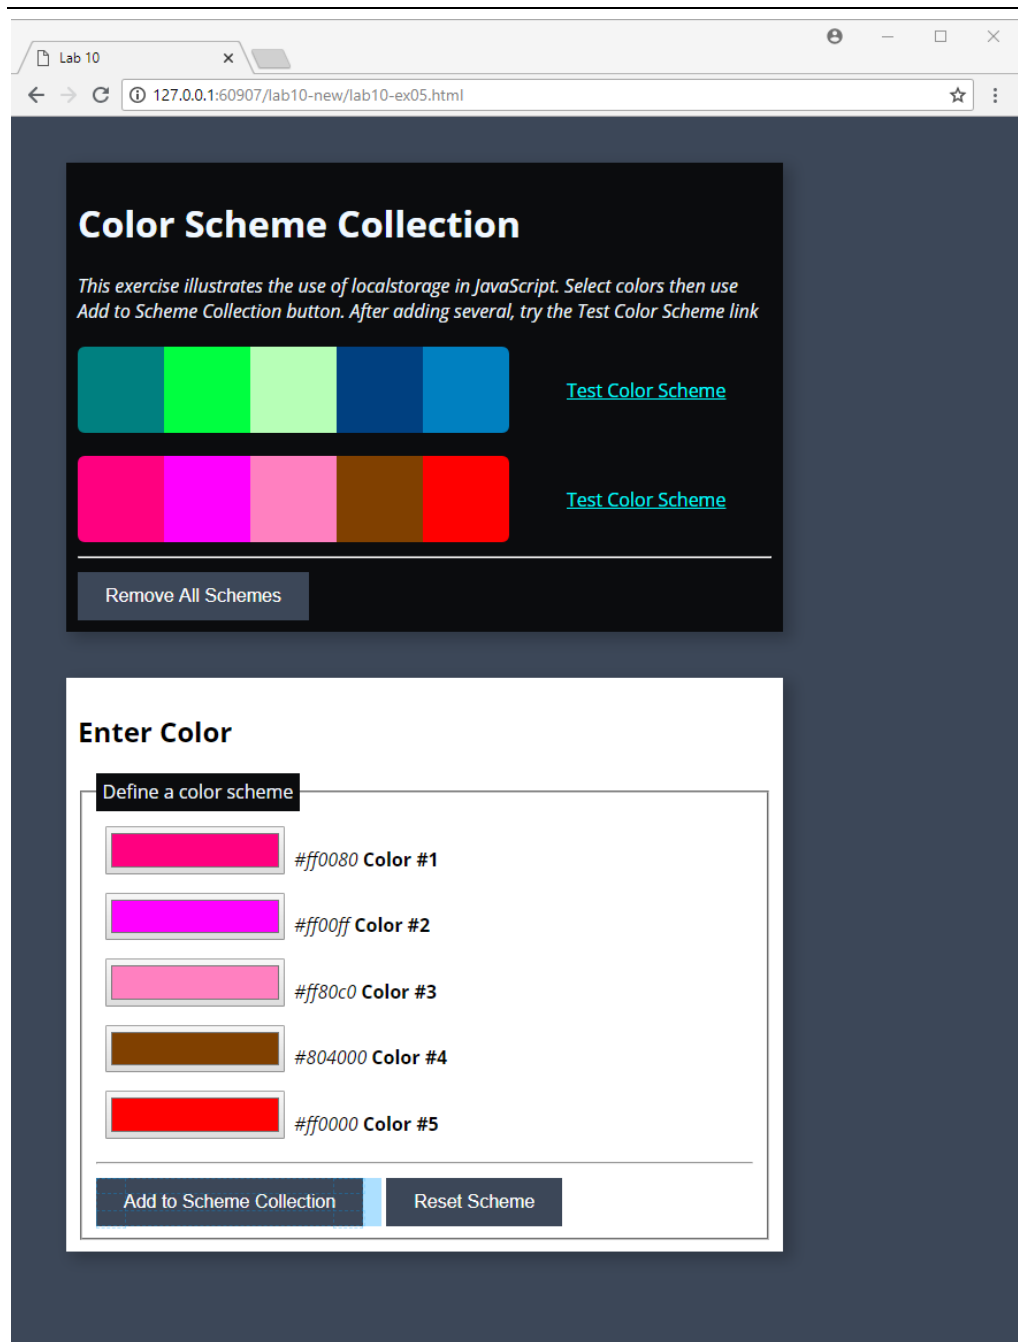 Lab 10
127.0.0.1:60907/lab10-new/lab10-ex05.html
Color Scheme Collection
This exercise illustrates the use of localstorage in JavaScript. Select colors then use
Add to Scheme Collection button. After adding several, try the Test Color Scheme link
Test Color Scheme
Test Color Scheme
Remove All Schemes
Enter Color
Define a color scheme
#ff0080 Color #1
#ff00ff Color #2
#ff80c0 Color #3
#804000 Color #4
#ff0000 Color #5
Add to Scheme Collection Reset Scheme